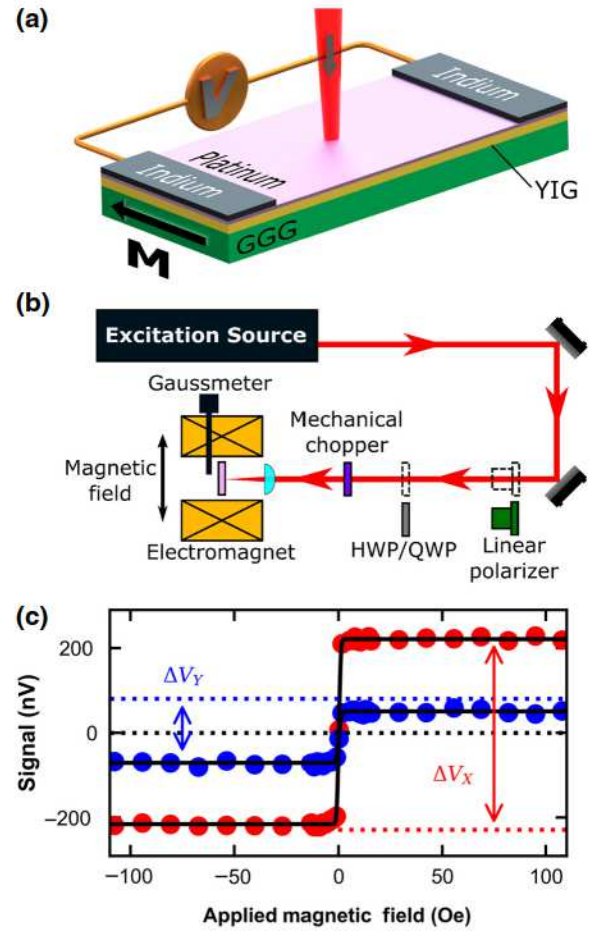 (a)
V
Indium
Indium
Platinum
YIG
GGG
M
(b)
Excitation Source
Gaussmeter
Mechanical
chopper
Magnetic
field
Electromagnet
HWP/QWP
Linear
polarizer
(c)
Signal (nV)
200
0
−200
ΔV_Y
ΔV_X
−100
−50
0
50
100
Applied magnetic field (Oe)